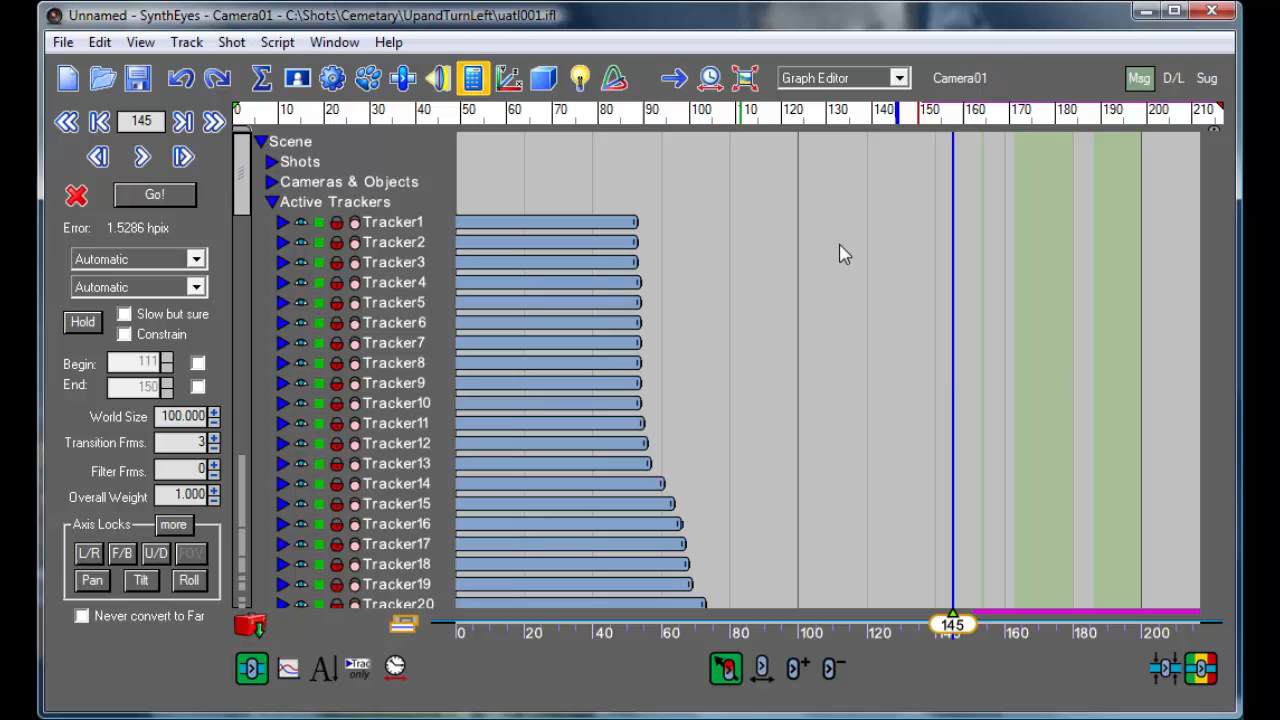 Unnamed - SynthEyes - Camera01 - C:\Shots\Cemetary\UpandTurnLeft\uatl001.ifl
File Edit View Track Shot Script Window Help
Graph Editor Camera01 Msg D/L Sug
145 0 10 20 30 40 50 60 70 80 90 100 110 120 130 140 150 160 170 180 190 200 210
Scene
Shots
Cameras & Objects
Go!
Active Trackers
Error: 1.5286 hpix
Tracker1
Tracker2
Automatic
Tracker3
Automatic
Tracker4
Tracker5
Hold
Slow but sure
Tracker6
Constrain
Tracker7
Begin: 111
Tracker8
End: 150
Tracker9
Tracker10
World Size 100.000
Tracker11
Transition Frms. 3
Tracker12
Filter Frms. 0
Tracker13
Tracker14
Overall Weight 1.000
Tracker15
Axis Locks more
Tracker16
L/R F/B U/D FOV
Tracker17
Tracker18
Pan Tilt Roll
Tracker19
Tracker20
Never convert to Far
0 20 40 60 80 100 120 145 160 180 200
A
Trac
only